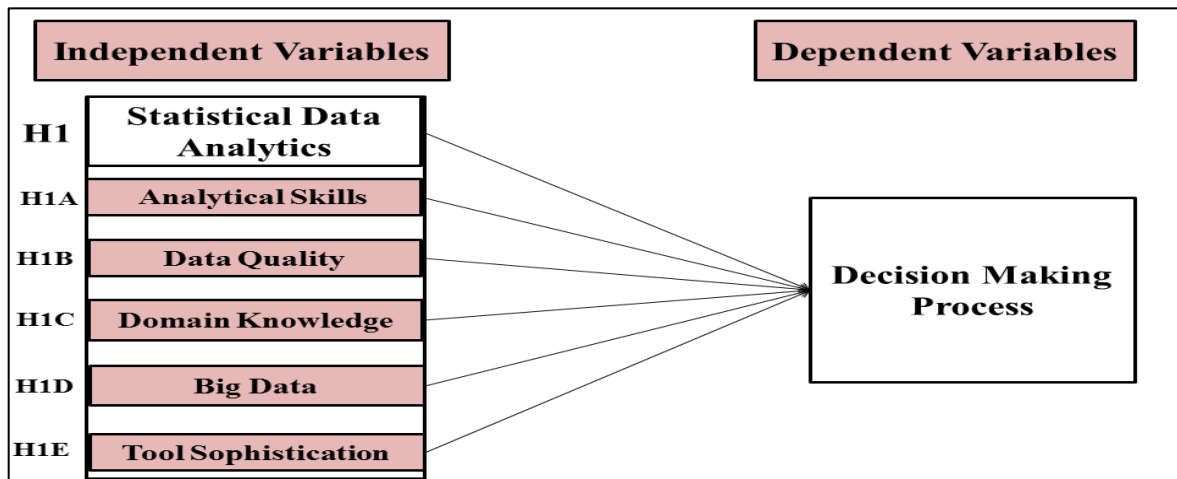 Independent Variables
Dependent Variables
H1
Statistical Data
Analytics
H1A
Analytical Skills
H1B
Data Quality
H1C
Domain Knowledge
H1D
Big Data
H1E
Tool Sophistication
Decision Making
Process